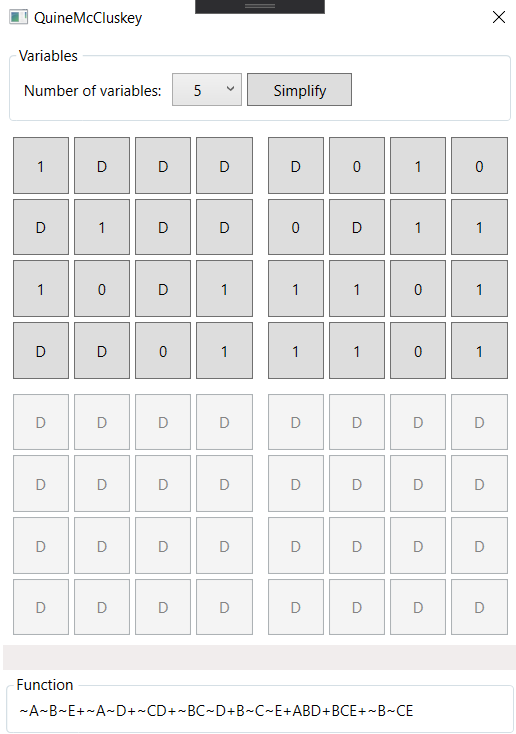 QuineMcCluskey
Variables
Number of variables: 5 Simplify
1 D D D D 0 1 0
D 1 D D 0 D 1 1
1 0 D 1 1 1 0 1
D D 0 1 1 1 0 1
D D D D D D D D
D D D D D D D D
D D D D D D D D
D D D D D D D D
Function
~A~B~E+~A~D+~CD+~BC~D+B~C~E+ABD+BCE+~B~CE